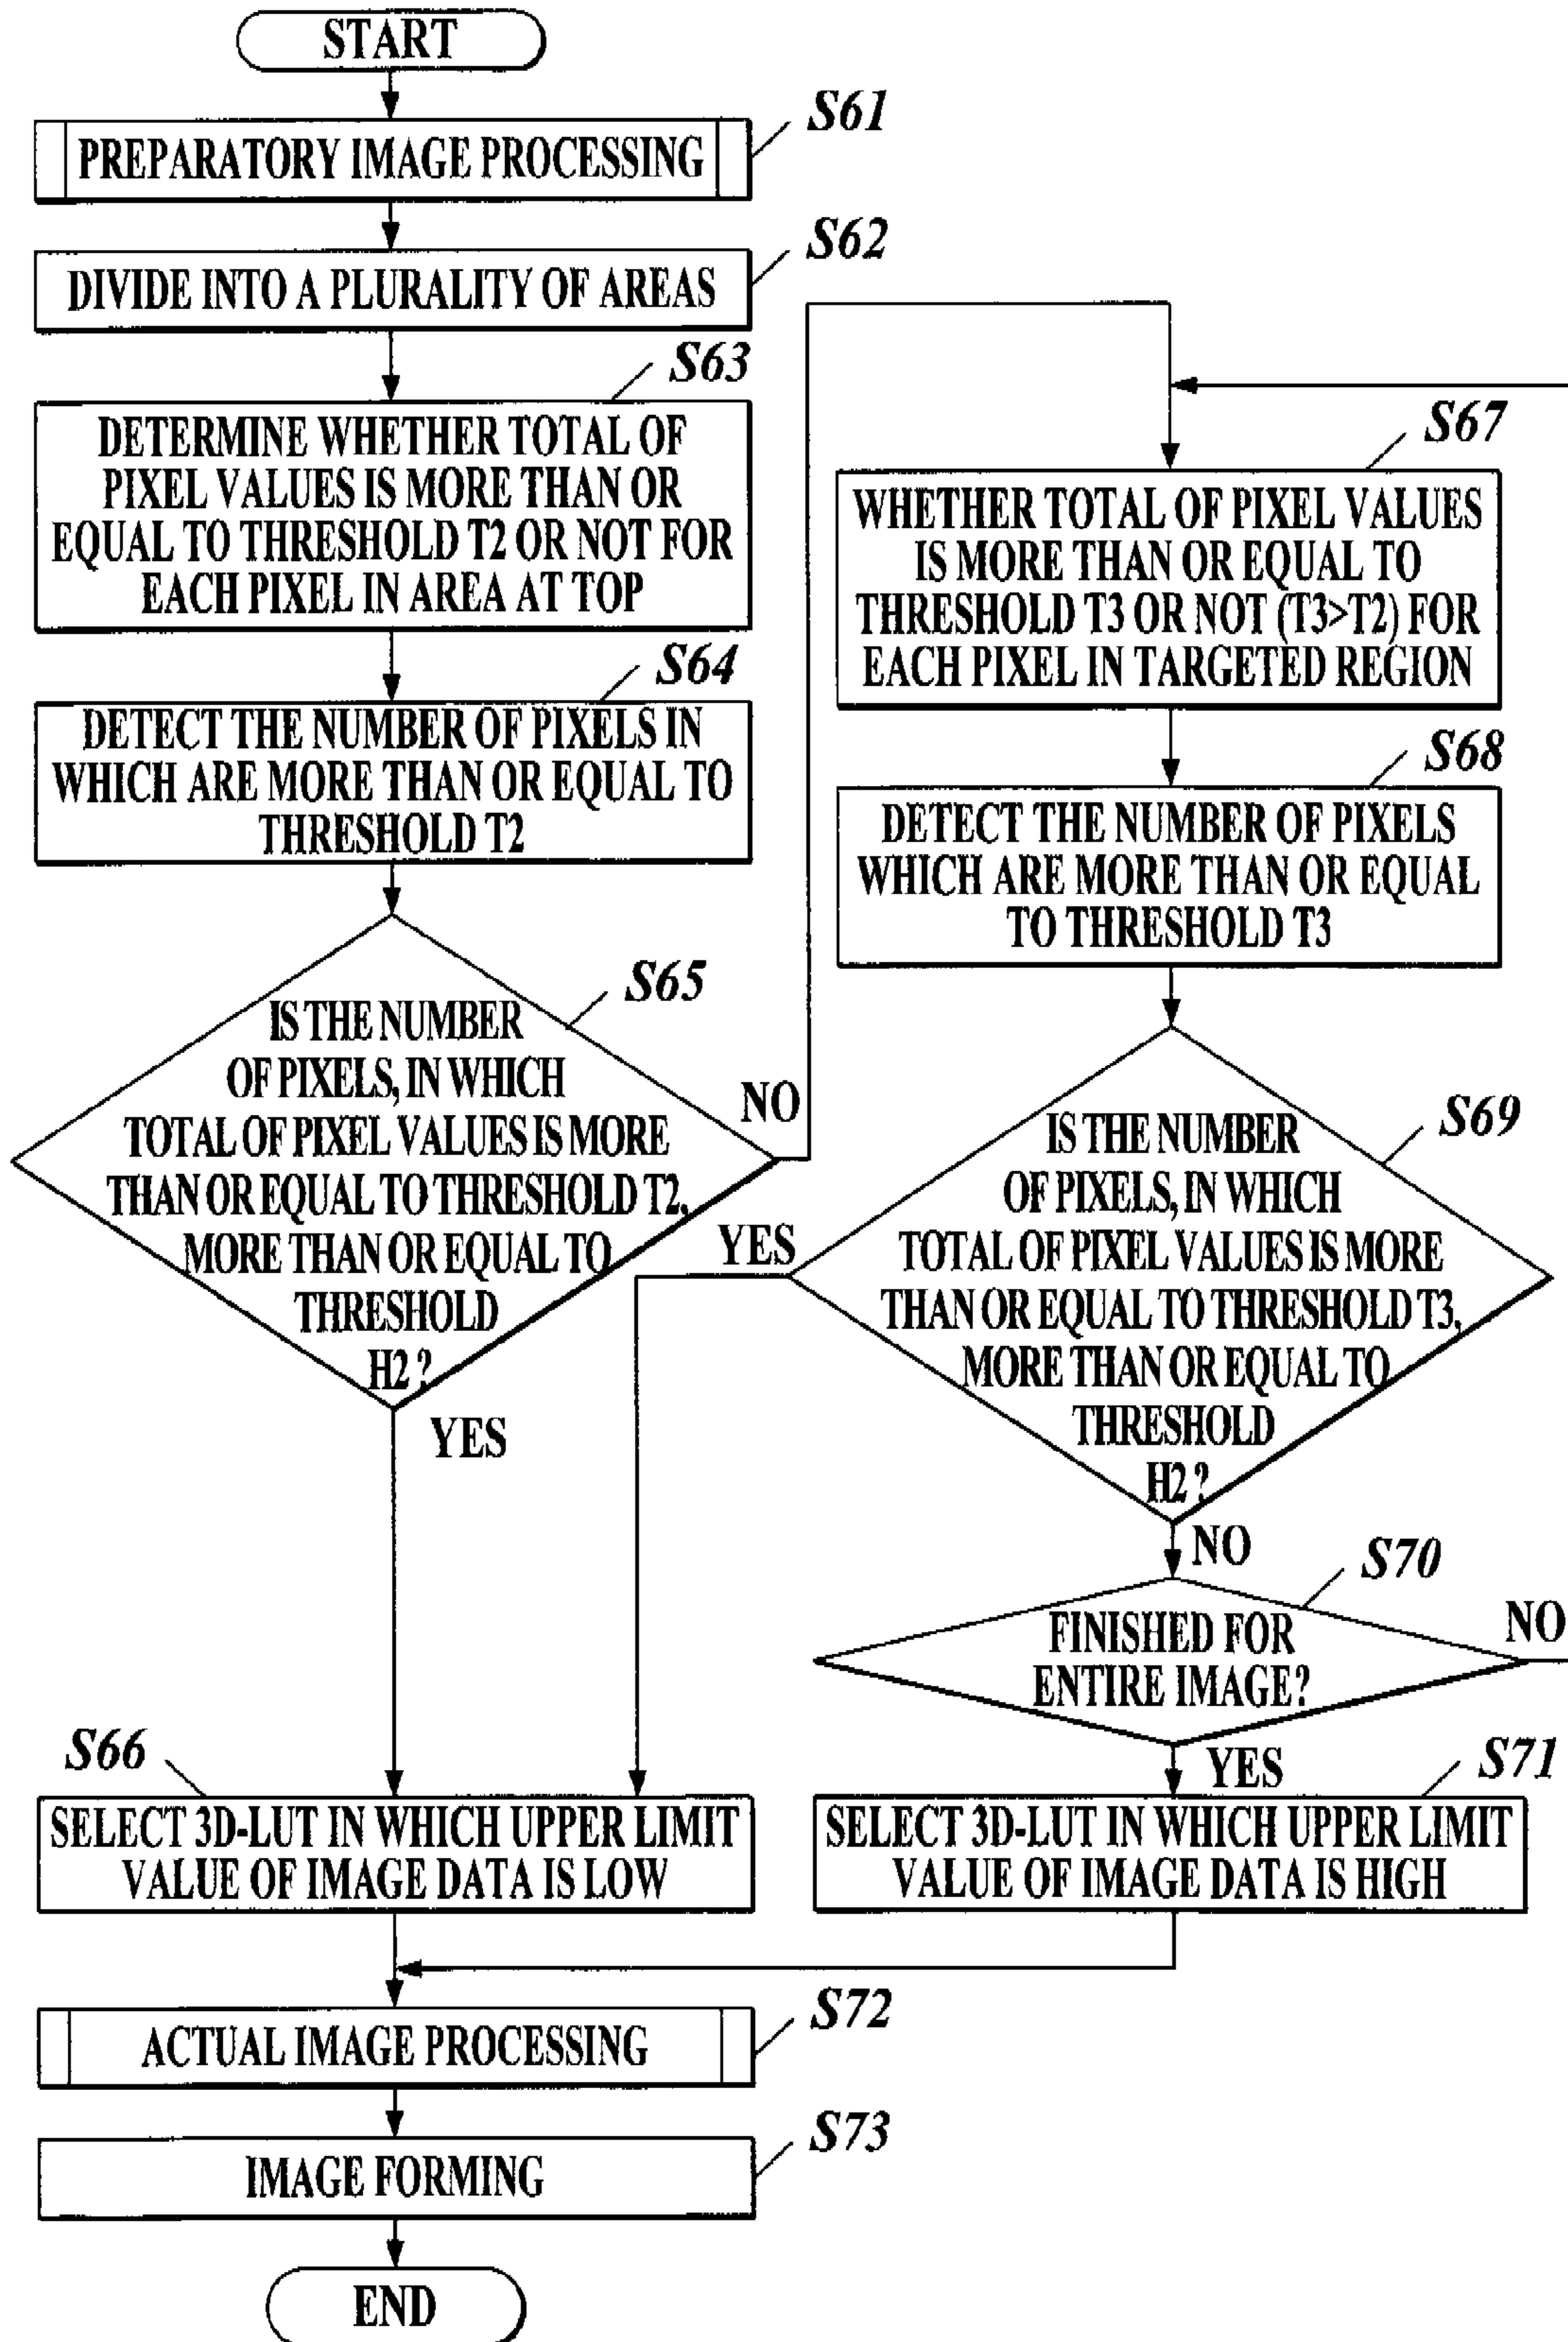 START
S61
PREPARATORY IMAGE PROCESSING
S62
DIVIDE INTO A PLURALITY OF AREAS
S63
DETERMINE WHETHER TOTAL OF
PIXEL VALUES IS MORE THAN OR
EQUAL TO THRESHOLD T2 OR NOT FOR
EACH PIXEL IN AREA AT TOP
S64
DETECT THE NUMBER OF PIXELS IN
WHICH ARE MORE THAN OR EQUAL TO
THRESHOLD T2
S65
IS THE NUMBER
OF PIXELS, IN WHICH
TOTAL OF PIXEL VALUES IS MORE
THAN OR EQUAL TO THRESHOLD T2,
MORE THAN OR EQUAL TO
THRESHOLD
H2 ?
NO
YES
S67
WHETHER TOTAL OF PIXEL VALUES
IS MORE THAN OR EQUAL TO
THRESHOLD T3 OR NOT (T3>T2) FOR
EACH PIXEL IN TARGETED REGION
S68
DETECT THE NUMBER OF PIXELS
WHICH ARE MORE THAN OR EQUAL
TO THRESHOLD T3
S69
IS THE NUMBER
OF PIXELS, IN WHICH
TOTAL OF PIXEL VALUES IS MORE
THAN OR EQUAL TO THRESHOLD T3,
MORE THAN OR EQUAL TO
THRESHOLD
H2 ?
YES
NO
S70
FINISHED FOR
ENTIRE IMAGE?
NO
YES
S66
SELECT 3D-LUT IN WHICH UPPER LIMIT
VALUE OF IMAGE DATA IS LOW
S71
SELECT 3D-LUT IN WHICH UPPER LIMIT
VALUE OF IMAGE DATA IS HIGH
S72
ACTUAL IMAGE PROCESSING
S73
IMAGE FORMING
END